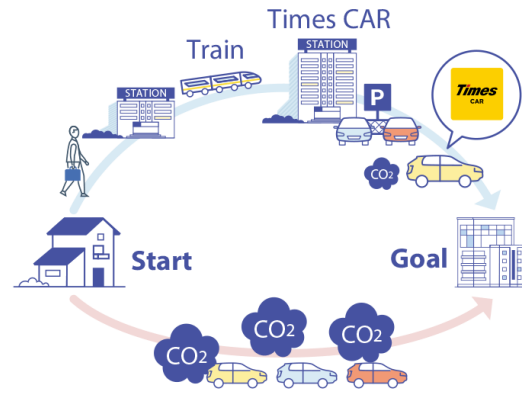 Times CAR
Train
STATION
STATION
P
Times
CAR
CO2
Start
Goal
CO2
CO2
CO2